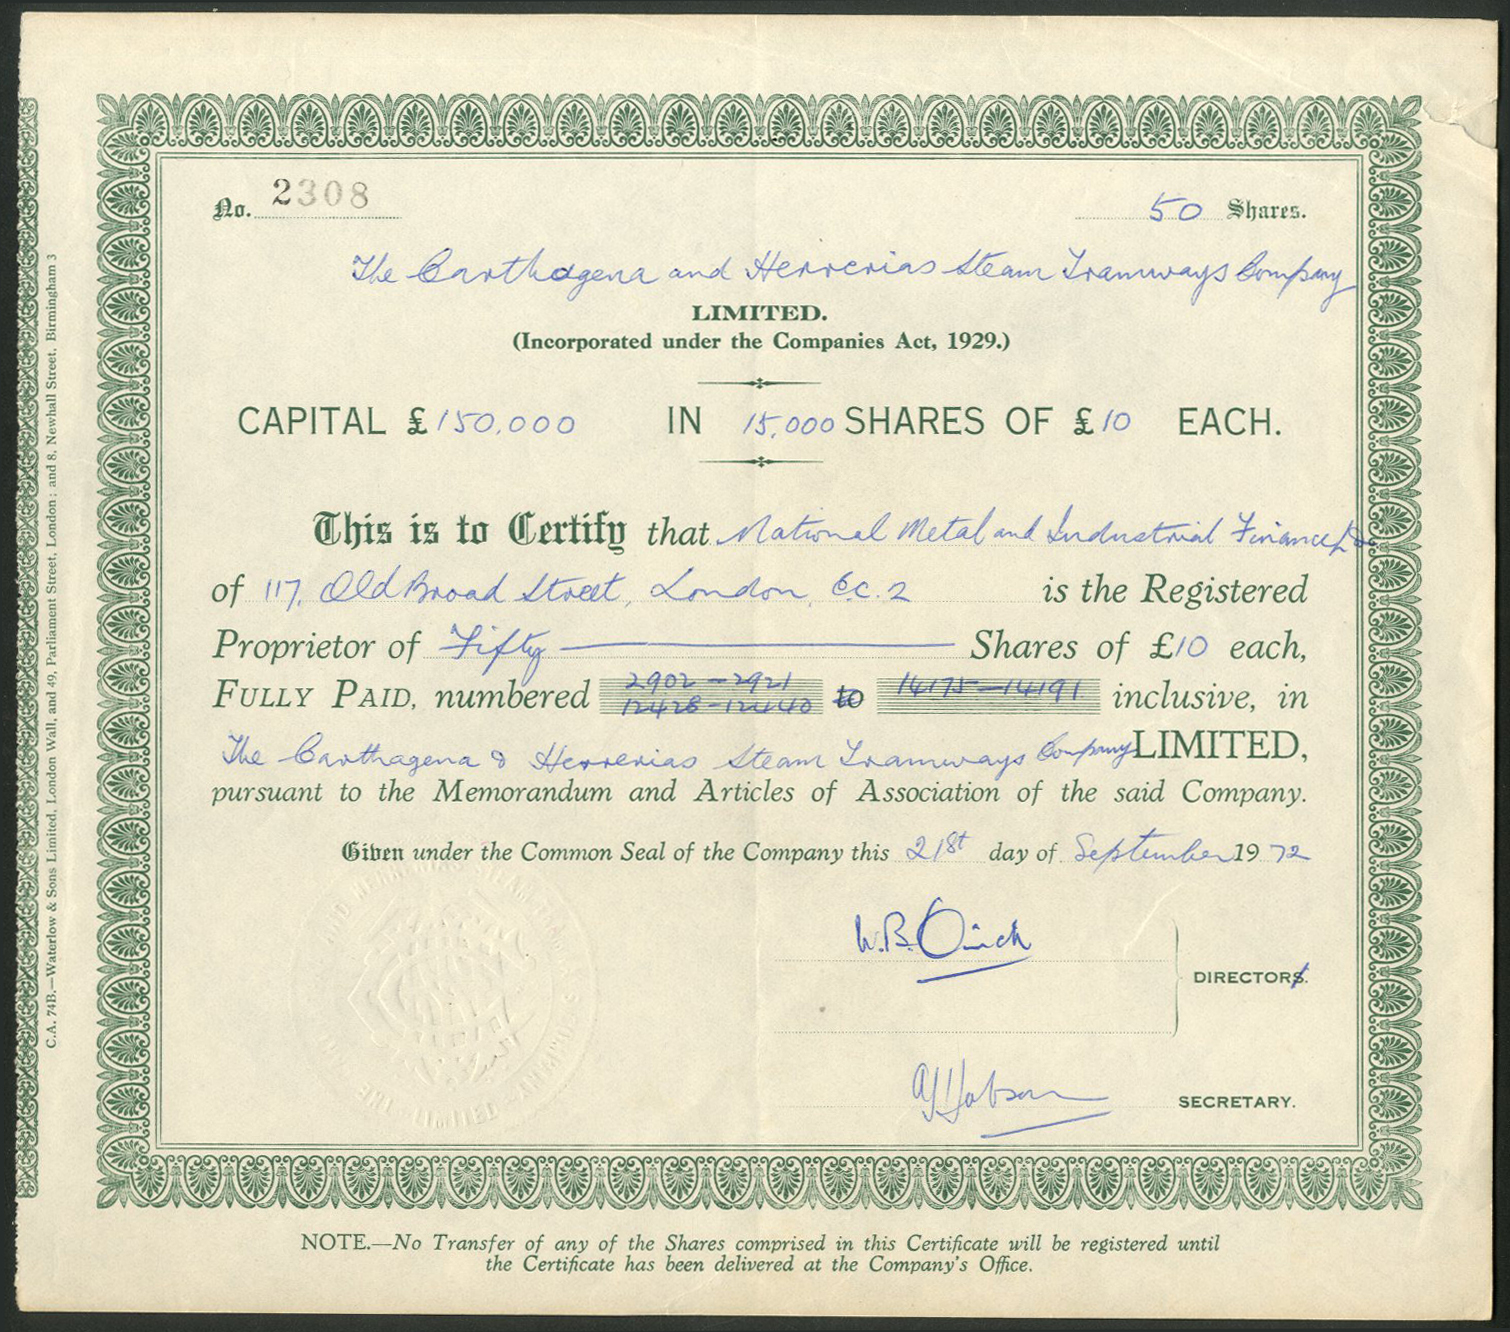 No. 2308
50 Shares.
The Carthagena and Herrerias Steam Tramways Company
LIMITED.
(Incorporated under the Companies Act, 1929.)
CAPITAL £150,000 IN 15,000 SHARES OF £10 EACH.
This is to Certify that National Metal and Industrial Finance Ld
of 117, Old Broad Street, London, E.C.2 is the Registered
Proprietor of Fifty Shares of £10 each,
FULLY PAID, numbered 2902-2921 12428-12440 to 14175-14191 inclusive, in
The Carthagena & Herrerias Steam Tramways Company LIMITED,
pursuant to the Memorandum and Articles of Association of the said Company.
Given under the Common Seal of the Company this 21st day of September 1972
W.B.
DIRECTORS.
SECRETARY.
NOTE.—No Transfer of any of the Shares comprised in this Certificate will be registered until
the Certificate has been delivered at the Company's Office.
C.A. 74B.—Waterlow & Sons Limited, London Wall, and 49, Parliament Street, London; and 8, Newhall Street, Birmingham 3